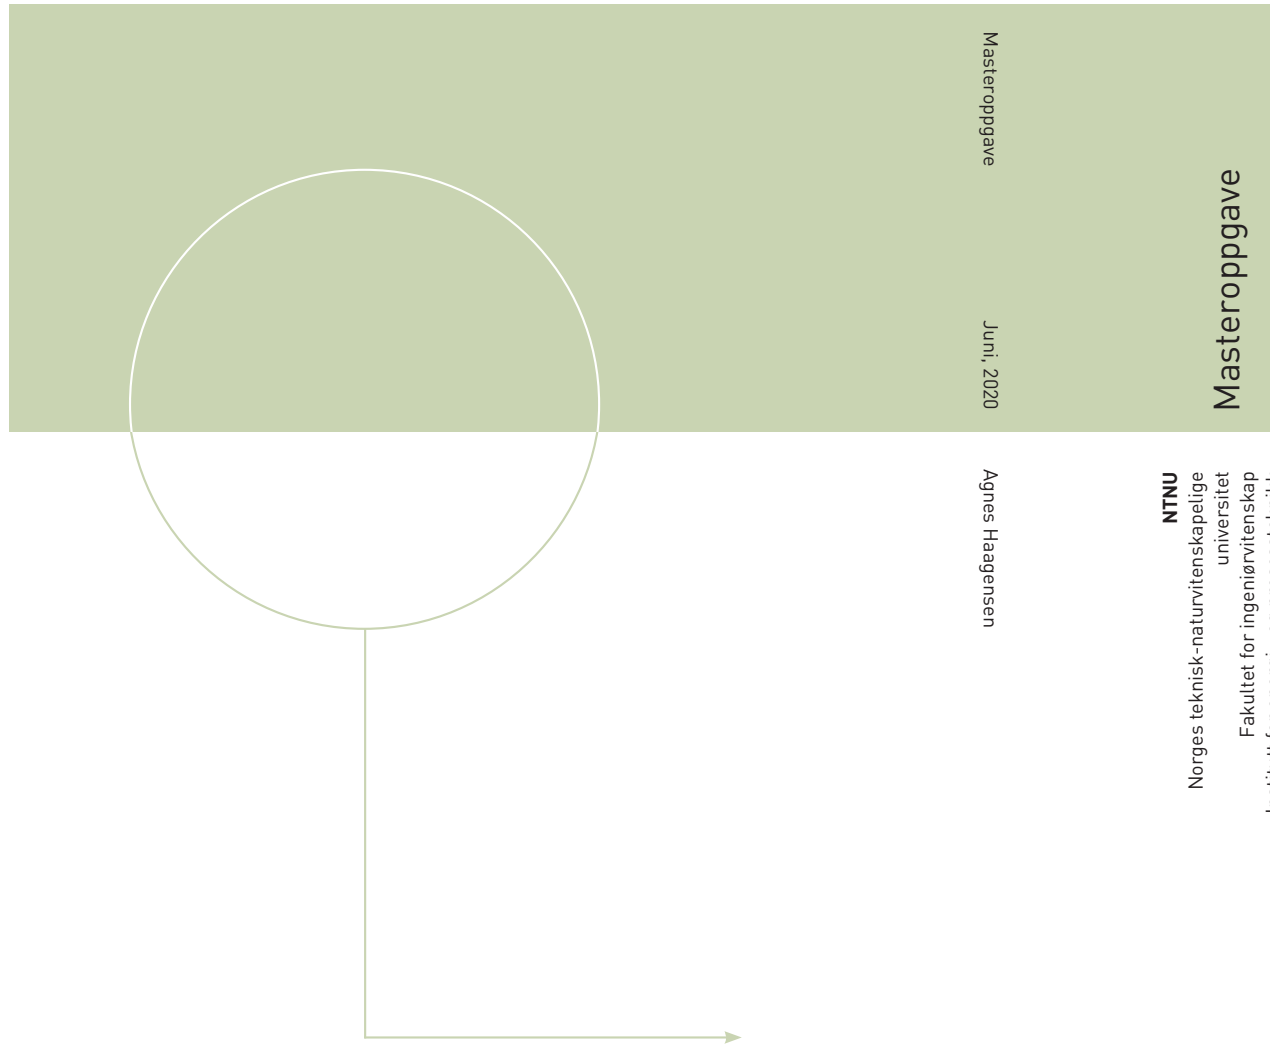 Masteroppgave
Juni, 2020
Agnes Haagensen
Masteroppgave
NTNU
Norges teknisk-naturvitenskapelige
universitet
Fakultet for ingeniørvitenskap